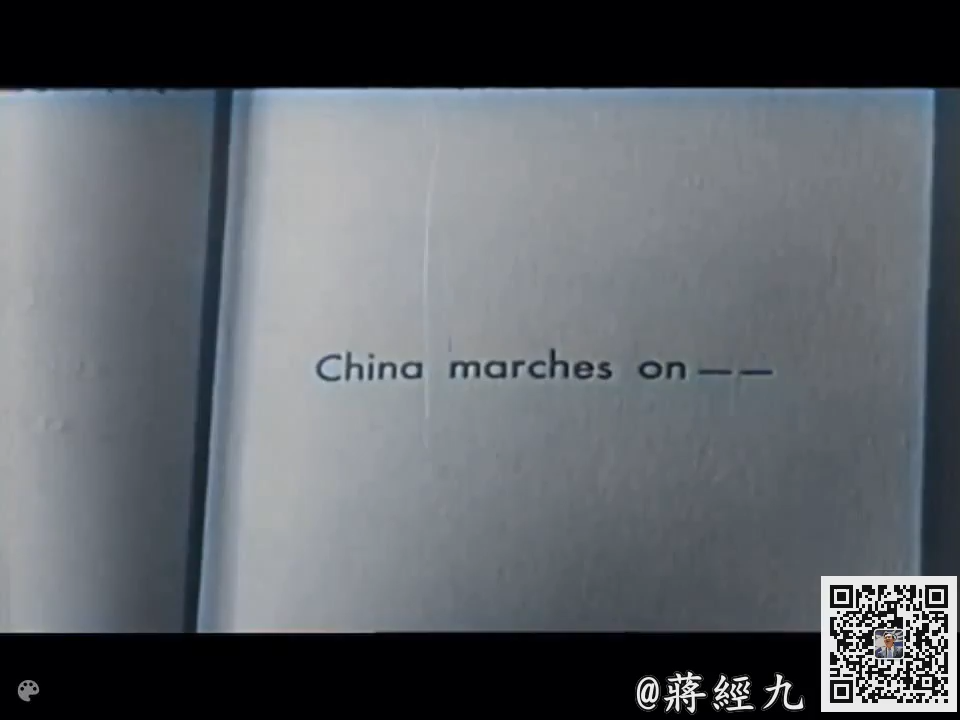 China marches on——
@蔣經九